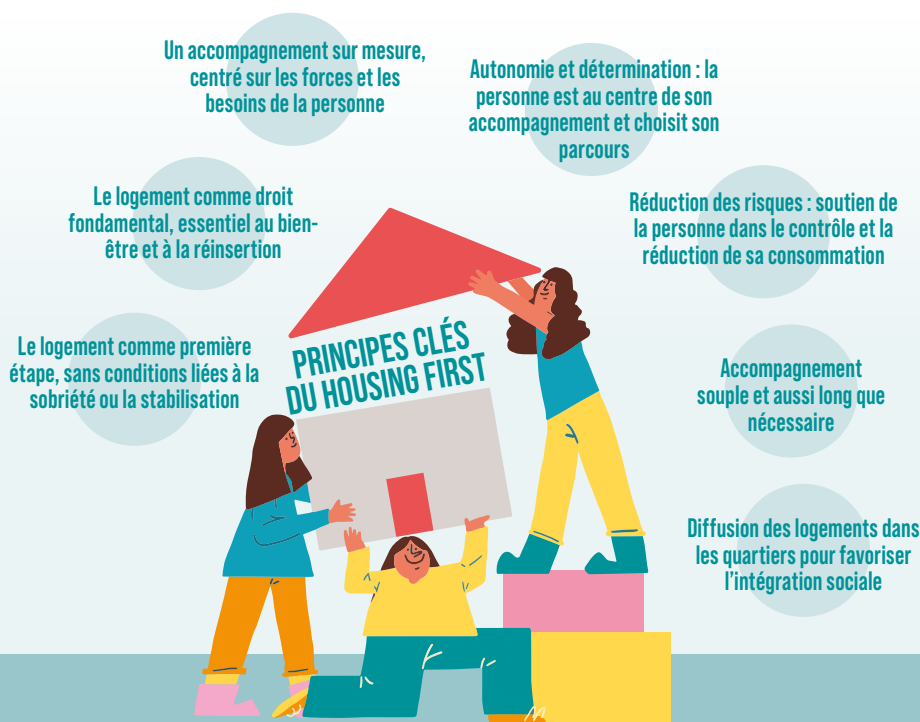 Un accompagnement sur mesure,
centré sur les forces et les
besoins de la personne
Autonomie et détermination : la
personne est au centre de son
accompagnement et choisit son
parcours
Le logement comme droit
fondamental, essentiel au bien-
être et à la réinsertion
Réduction des risques : soutien de
la personne dans le contrôle et la
réduction de sa consommation
Le logement comme première
étape, sans conditions liées à la
sobriété ou la stabilisation
PRINCIPES CLÉS
DU HOUSING FIRST
Accompagnement
souple et aussi long que
nécessaire
Diffusion des logements dans
les quartiers pour favoriser
l'intégration sociale